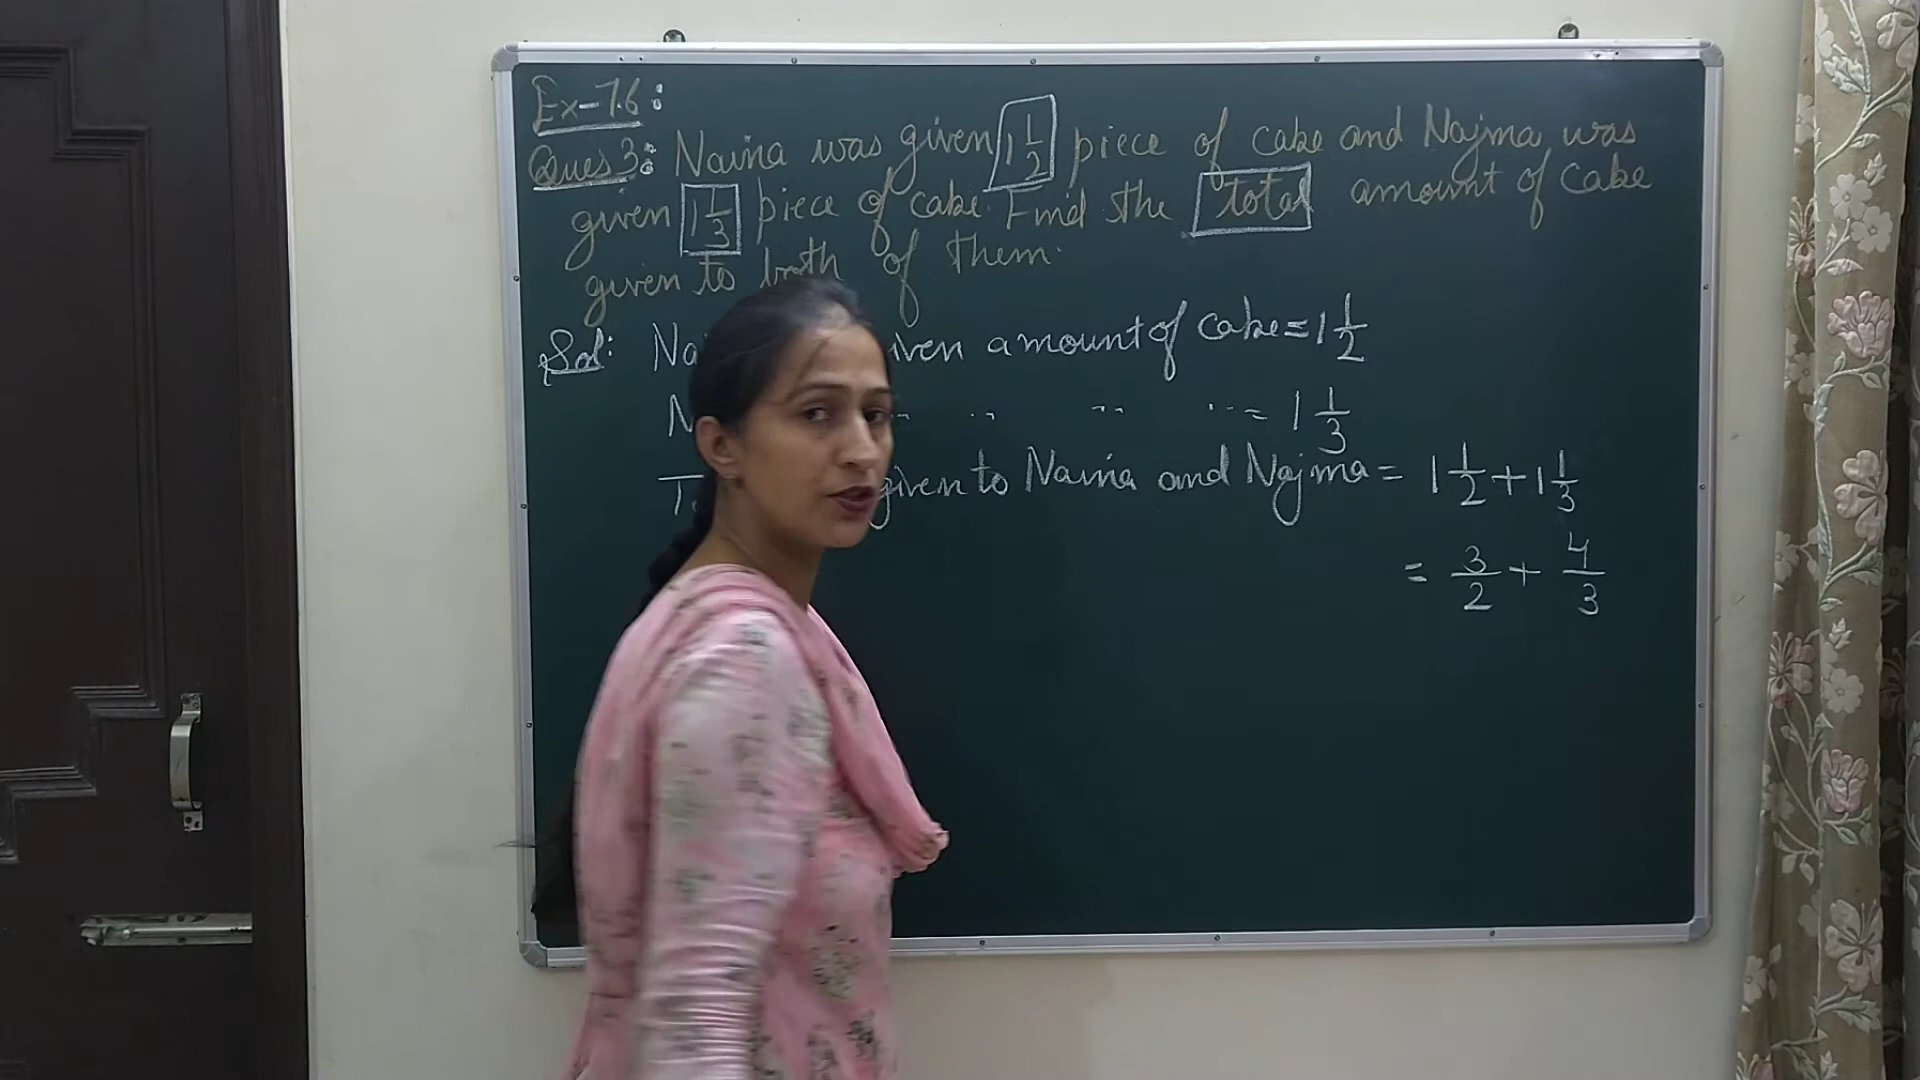 Ex-7.6:
Ques 3: Naina was given 1 1/2 piece of cake and Najma was
given 1 1/3 piece of cake. Find the total amount of cake
given to both of them.
Sol: Na iven amount of cake = 1 1/2
N " " " " = 1 1/3
T given to Naina and Najma = 1 1/2 + 1 1/3
= 3/2 + 4/3